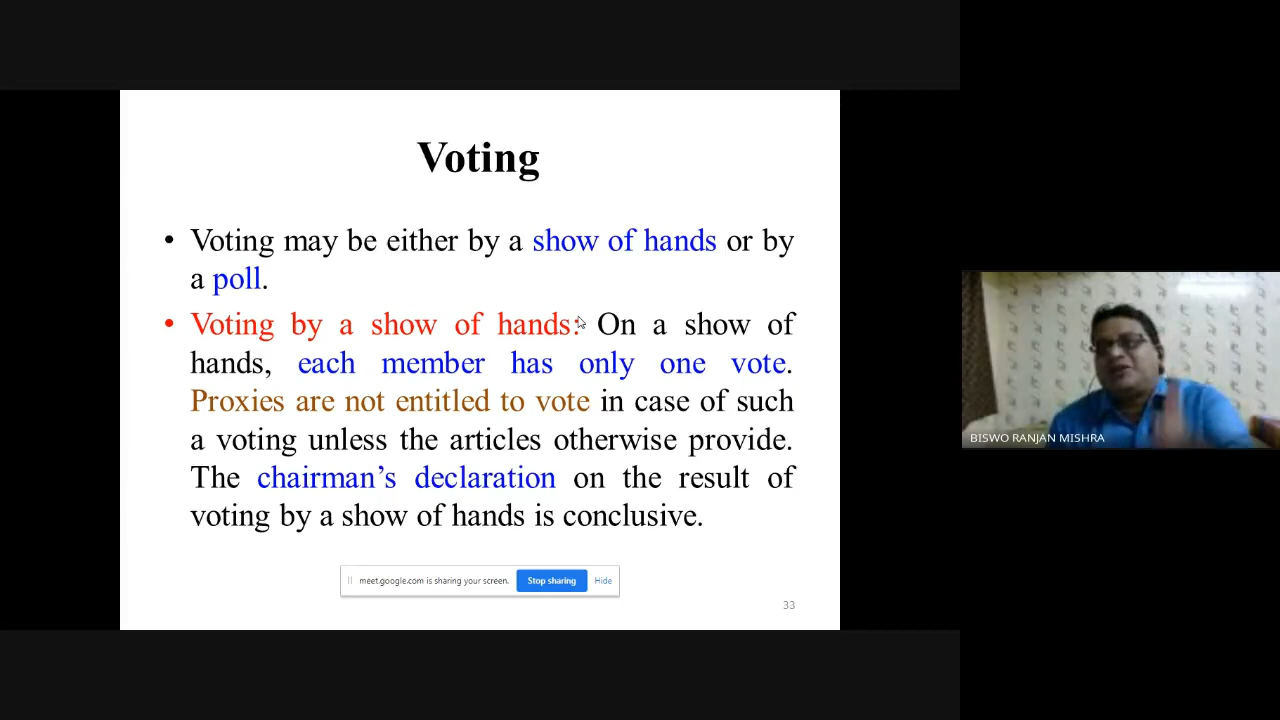 Voting
• Voting may be either by a show of hands or by
a poll.
• Voting by a show of hands: On a show of
hands, each member has only one vote.
Proxies are not entitled to vote in case of such
a voting unless the articles otherwise provide.
The chairman’s declaration on the result of
voting by a show of hands is conclusive.
meet.google.com is sharing your screen. Stop sharing Hide
33
BISWO RANJAN MISHRA